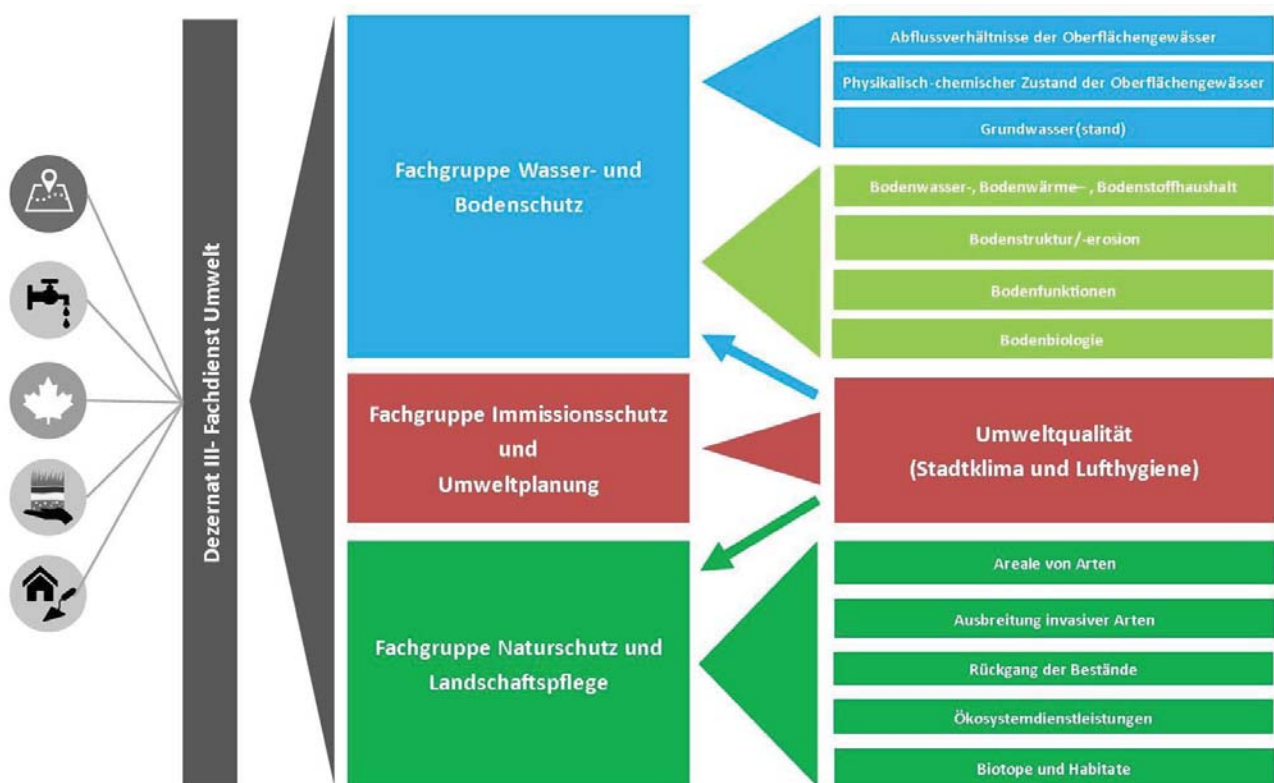 Dezernat III- Fachdienst Umwelt
Fachgruppe Wasser- und
Bodenschutz
Abflussverhältnisse der Oberflächengewässer
Physikalisch-chemischer Zustand der Oberflächengewässer
Grundwasser(stand)
Bodenwasser-, Bodenwärme– , Bodenstoffhaushalt
Bodenstruktur/-erosion
Bodenfunktionen
Bodenbiologie
Fachgruppe Immissionsschutz
und
Umweltplanung
Umweltqualität
(Stadtklima und Lufthygiene)
Fachgruppe Naturschutz und
Landschaftspflege
Areale von Arten
Ausbreitung invasiver Arten
Rückgang der Bestände
Ökosystemdienstleistungen
Biotope und Habitate